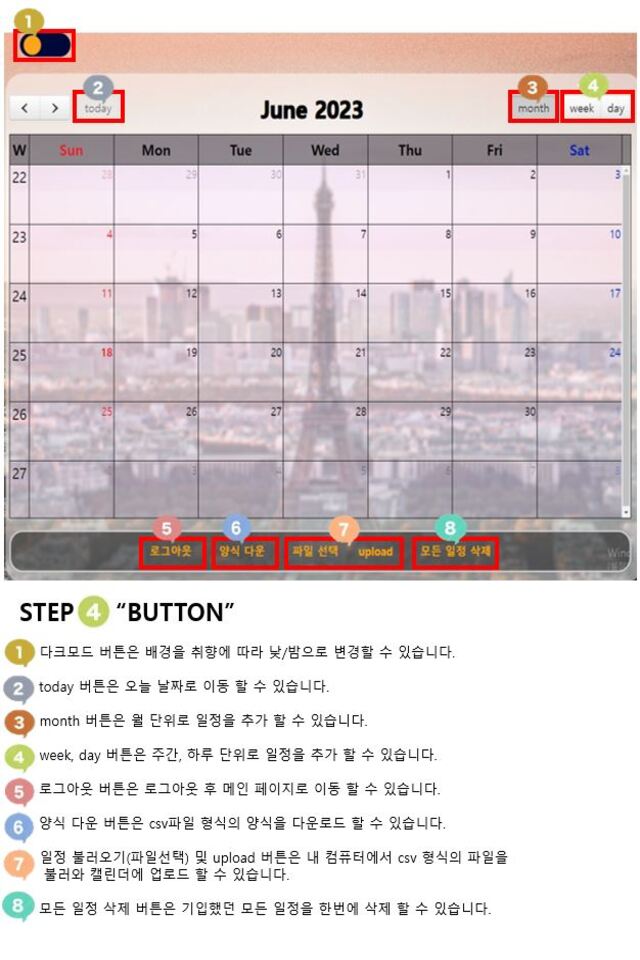 1
2
3
4
today
June 2023
month
week day
W Sun Mon Tue Wed Thu Fri Sat
22 28 29 30 31 1 2 3
23 4 5 6 7 8 9 10
24 11 12 13 14 15 16 17
25 18 19 20 21 22 23 24
26 25 26 27 28 29 30
27 3 4 5 6 7 8
5 6 7 8
로그아웃 양식 다운 파일 선택 upload 모든 일정 삭제
Wind
STEP 4 “BUTTON”
1 다크모드 버튼은 배경을 취향에 따라 낮/밤으로 변경할 수 있습니다.
2 today 버튼은 오늘 날짜로 이동 할 수 있습니다.
3 month 버튼은 월 단위로 일정을 추가 할 수 있습니다.
4 week, day 버튼은 주간, 하루 단위로 일정을 추가 할 수 있습니다.
5 로그아웃 버튼은 로그아웃 후 메인 페이지로 이동 할 수 있습니다.
6 양식 다운 버튼은 csv파일 형식의 양식을 다운로드 할 수 있습니다.
7 일정 불러오기(파일선택) 및 upload 버튼은 내 컴퓨터에서 csv 형식의 파일을
불러와 캘린더에 업로드 할 수 있습니다.
8 모든 일정 삭제 버튼은 기입했던 모든 일정을 한번에 삭제 할 수 있습니다.